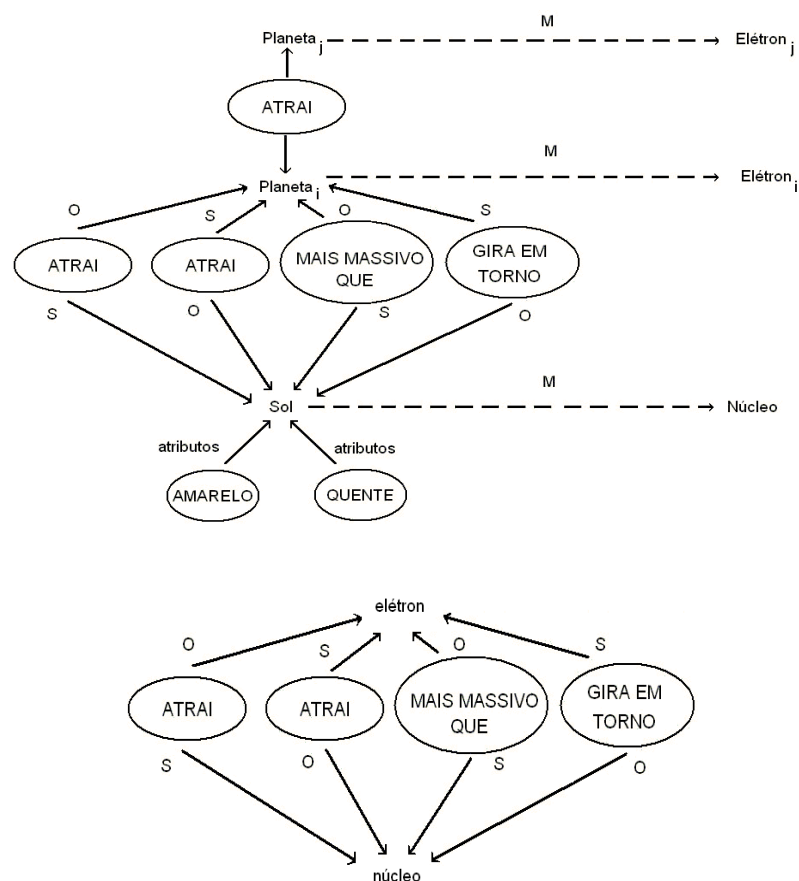 M
Planeta j Elétron j
ATRAI
M
Planeta i Elétron i
O S O S
ATRAI ATRAI MAIS MASSIVO QUE GIRA EM TORNO
S O S O
M
Sol Núcleo
atributos atributos
AMARELO QUENTE
elétron
O S O S
ATRAI ATRAI MAIS MASSIVO QUE GIRA EM TORNO
S O S O
núcleo